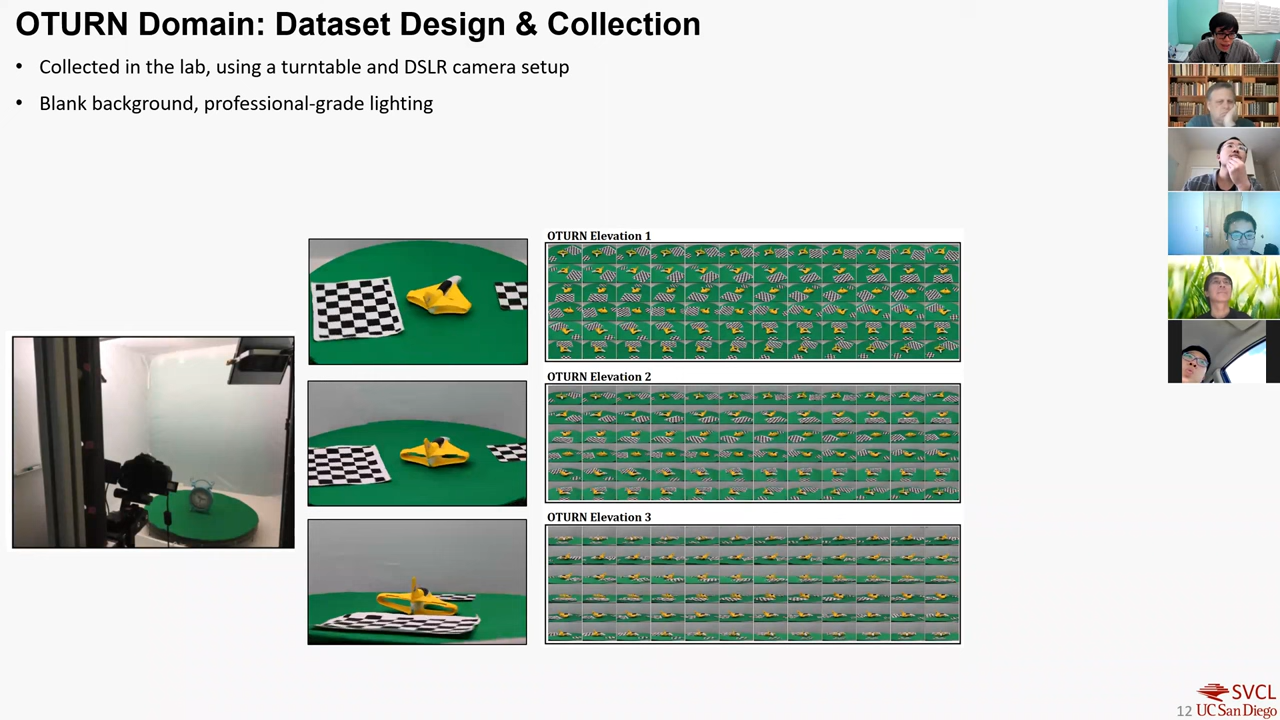 OTURN Domain: Dataset Design & Collection
• Collected in the lab, using a turntable and DSLR camera setup
• Blank background, professional-grade lighting
OTURN Elevation 1
OTURN Elevation 2
OTURN Elevation 3
SVCL
12 UC San Diego